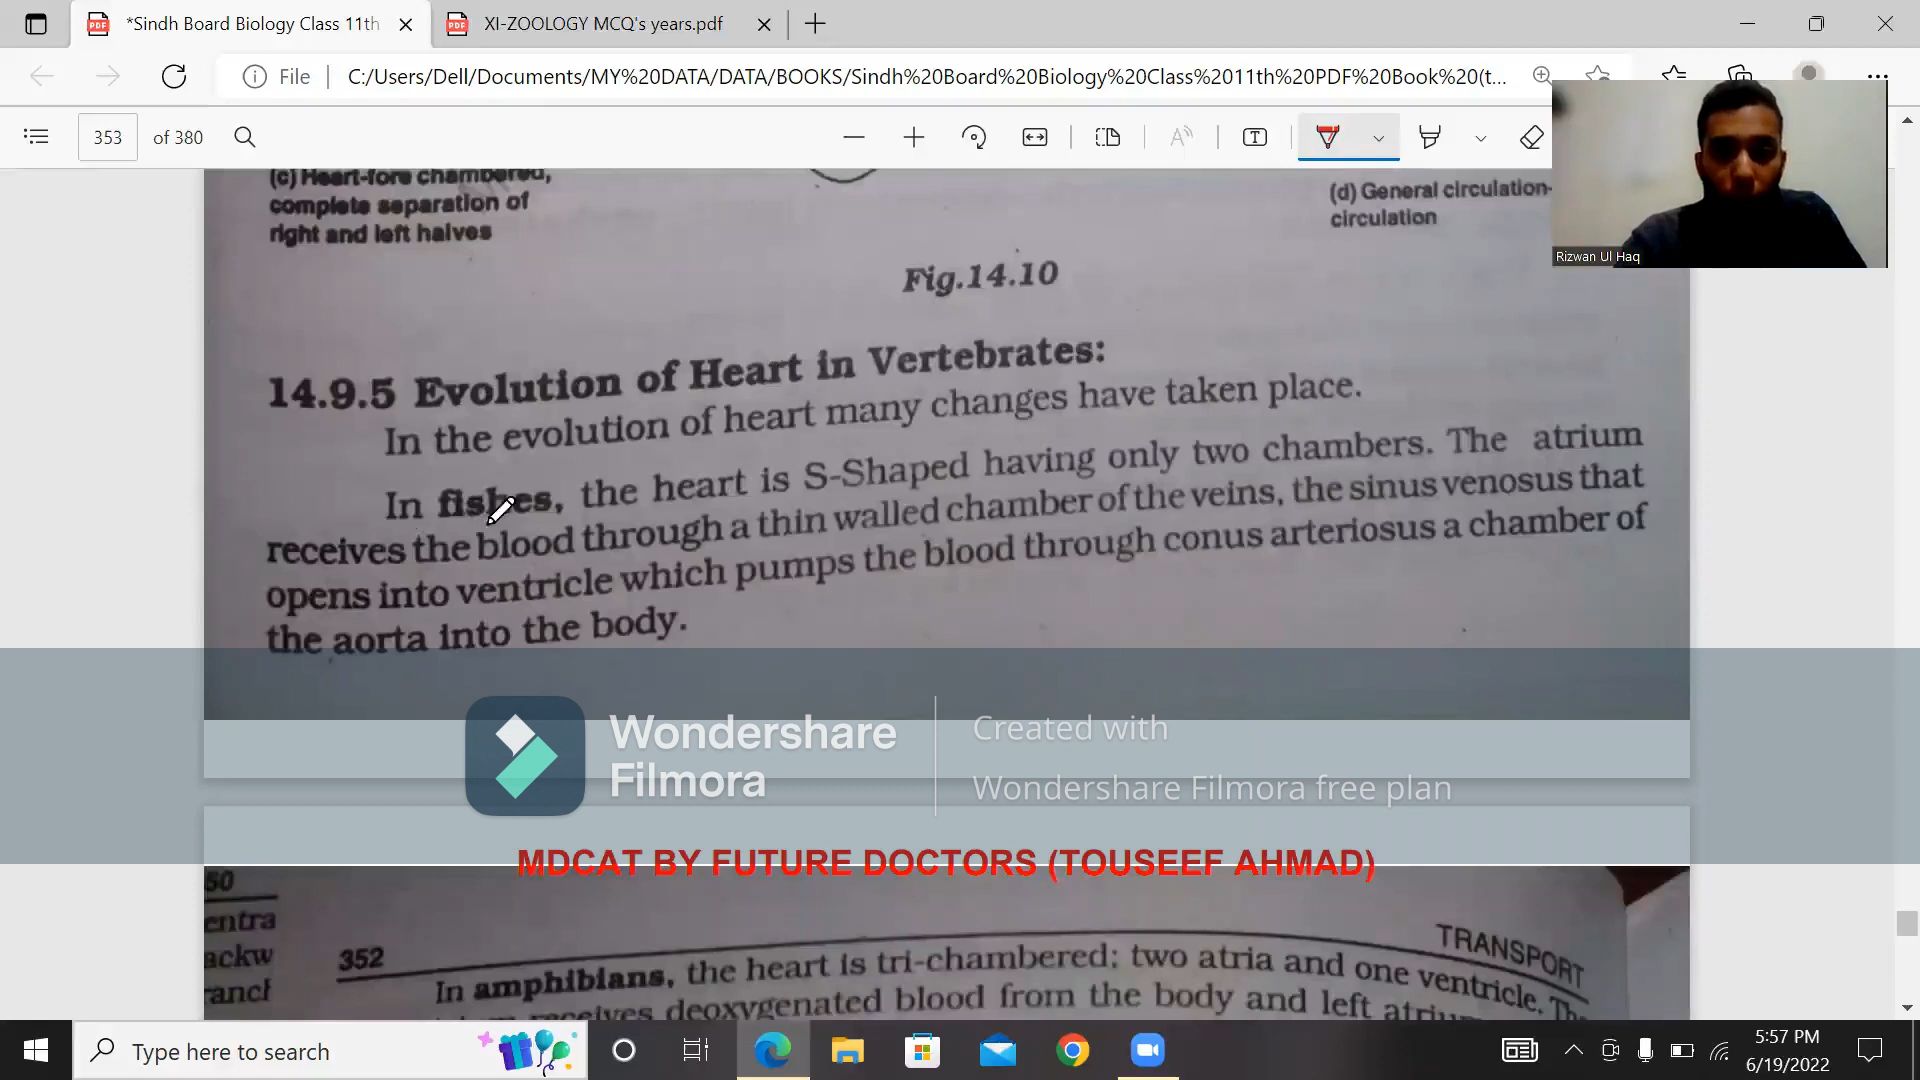 *Sindh Board Biology Class 11th
XI-ZOOLOGY MCQ's years.pdf
File
C:/Users/Dell/Documents/MY%20DATA/DATA/BOOKS/Sindh%20Board%20Biology%20Class%2011th%20PDF%20Book%20(t...
353 of 380
Rizwan Ul Haq
(c) Heart-fore chambered,
complete separation of
right and left halves
(d) General circulation-
circulation
Fig.14.10
14.9.5 Evolution of Heart in Vertebrates:
In the evolution of heart many changes have taken place.
In fishes, the heart is S-Shaped having only two chambers. The atrium
receives the blood through a thin walled chamber of the veins, the sinus venosus that
opens into ventricle which pumps the blood through conus arteriosus a chamber of
the aorta into the body.
Wondershare
Filmora
Created with
Wondershare Filmora free plan
MDCAT BY FUTURE DOCTORS (TOUSEEF AHMAD)
50
entra
ackw
352
TRANSPORT
In amphibians, the heart is tri-chambered; two atria and one ventricle.
receives deoxygenated blood from the body and left
Type here to search
5:57 PM
6/19/2022